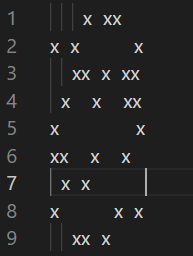 1    x xx
2 x x     x
3   xx x xx
4  x  x  xx
5 x       x
6 xx  x  x
7  x x
8 x     x x
9   xx x